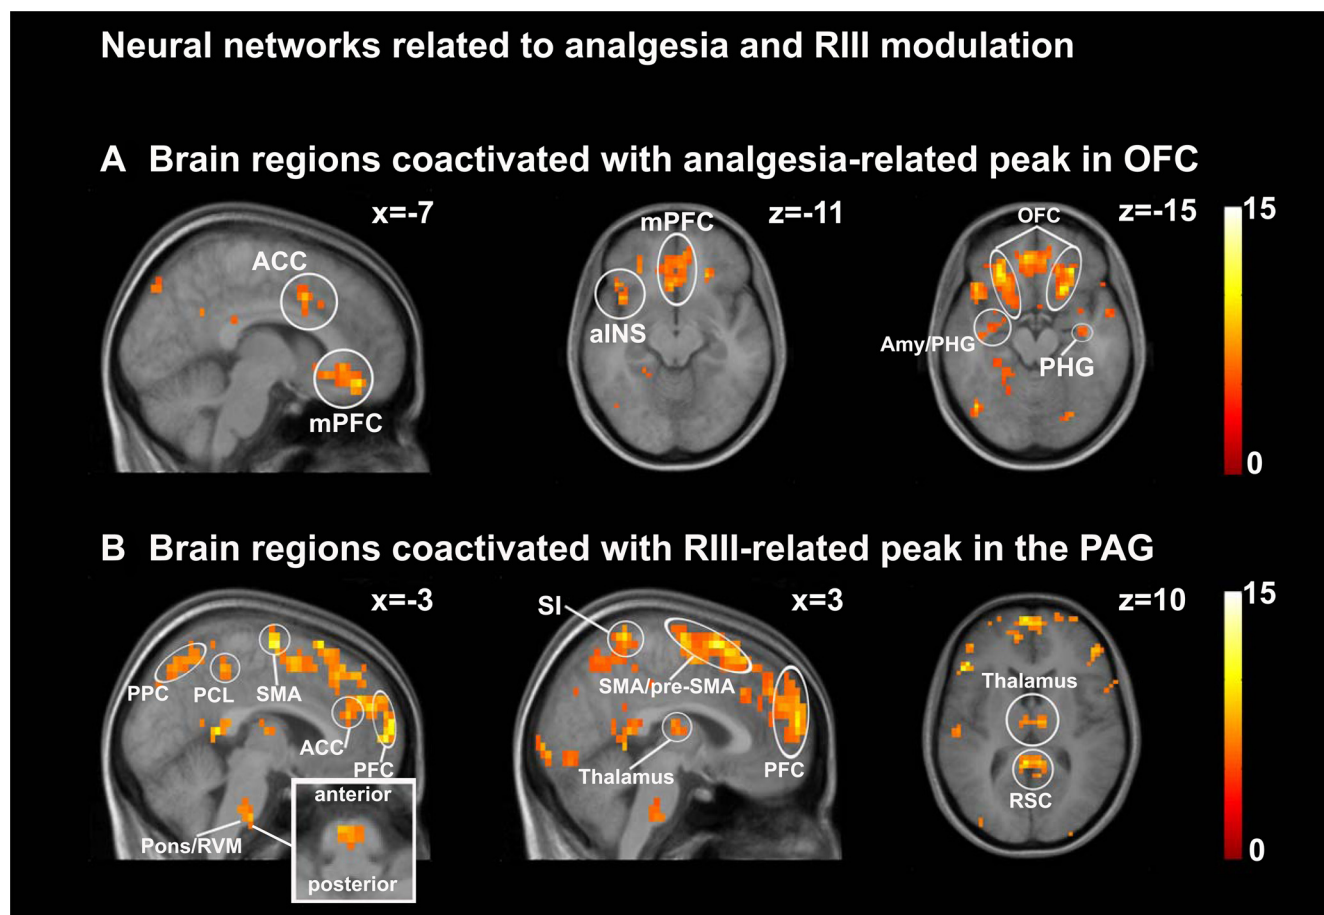 Neural networks related to analgesia and RIII modulation
A Brain regions coactivated with analgesia-related peak in OFC
x=-7
z=-11
z=-15
15
ACC
mPFC
mPFC
aINS
OFC
Amy/PHG
PHG
0
B Brain regions coactivated with RIII-related peak in the PAG
x=-3
x=3
z=10
15
PPC
PCL
SMA
ACC
PFC
Pons/RVM
anterior
posterior
SI
SMA/pre-SMA
Thalamus
PFC
Thalamus
RSC
0